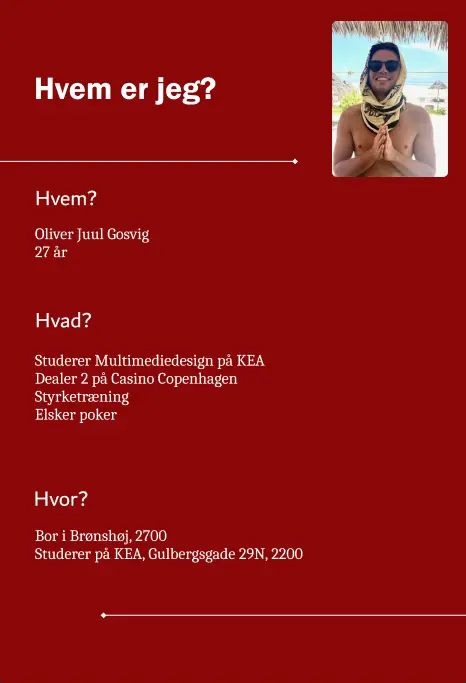 Hvem er jeg?
Hvem?
Oliver Juul Gosvig
27 år
Hvad?
Studerer Multimediedesign på KEA
Dealer 2 på Casino Copenhagen
Styrketræning
Elsker poker
Hvor?
Bor i Brønshøj, 2700
Studerer på KEA, Gulbergsgade 29N, 2200